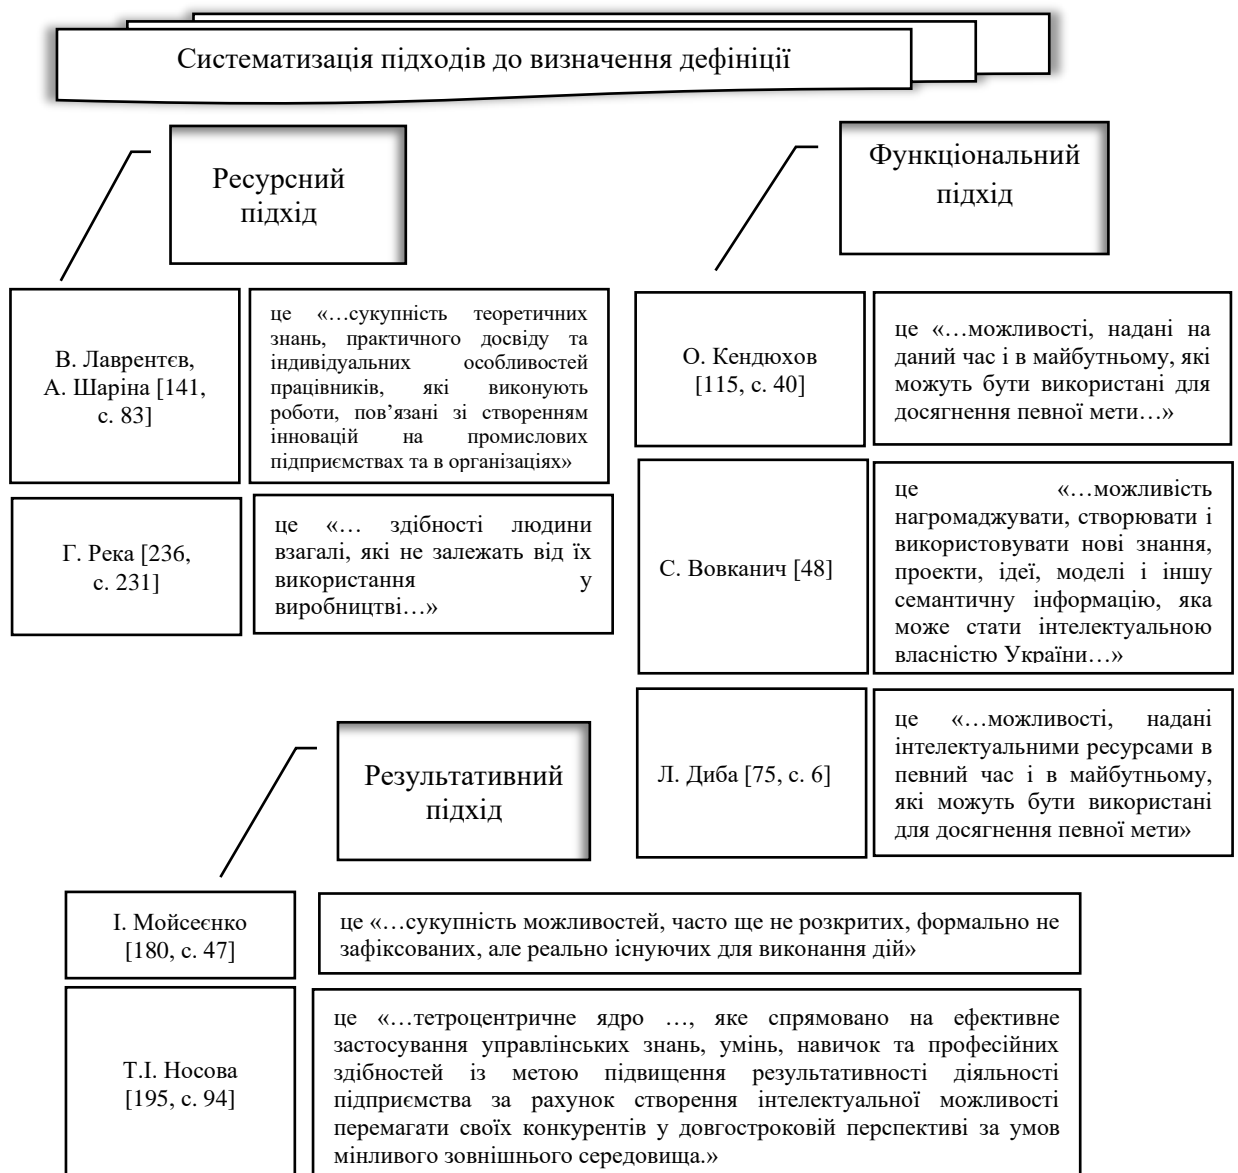 Систематизація підходів до визначення дефініції
Ресурсний
підхід
В. Лаврентєв,
А. Шаріна [141,
с. 83]
це «…сукупність теоретичних
знань, практичного досвіду та
індивідуальних особливостей
працівників, які виконують
роботи, пов’язані зі створенням
інновацій на промислових
підприємствах та в організаціях»
Г. Река [236,
с. 231]
це «… здібності людини
взагалі, які не залежать від їх
використання у
виробництві…»
Функціональний
підхід
О. Кендюхов
[115, с. 40]
це «…можливості, надані на
даний час і в майбутньому, які
можуть бути використані для
досягнення певної мети…»
С. Вовканич [48]
це «…можливість
нагромаджувати, створювати і
використовувати нові знання,
проекти, ідеї, моделі і іншу
семантичну інформацію, яка
може стати інтелектуальною
власністю України…»
Л. Диба [75, с. 6]
це «…можливості, надані
інтелектуальними ресурсами в
певний час і в майбутньому,
які можуть бути використані
для досягнення певної мети»
Результативний
підхід
І. Мойсеєнко
[180, с. 47]
це «…сукупність можливостей, часто ще не розкритих, формально не
зафіксованих, але реально існуючих для виконання дій»
Т.І. Носова
[195, с. 94]
це «…тетроцентричне ядро …, яке спрямовано на ефективне
застосування управлінських знань, умінь, навичок та професійних
здібностей із метою підвищення результативності діяльності
підприємства за рахунок створення інтелектуальної можливості
перемагати своїх конкурентів у довгостроковій перспективі за умов
мінливого зовнішнього середовища.»